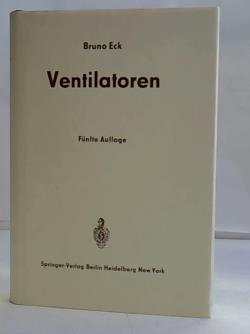 Bruno Eck
Ventilatoren
Fünfte Auflage
Springer-Verlag Berlin Heidelberg New York